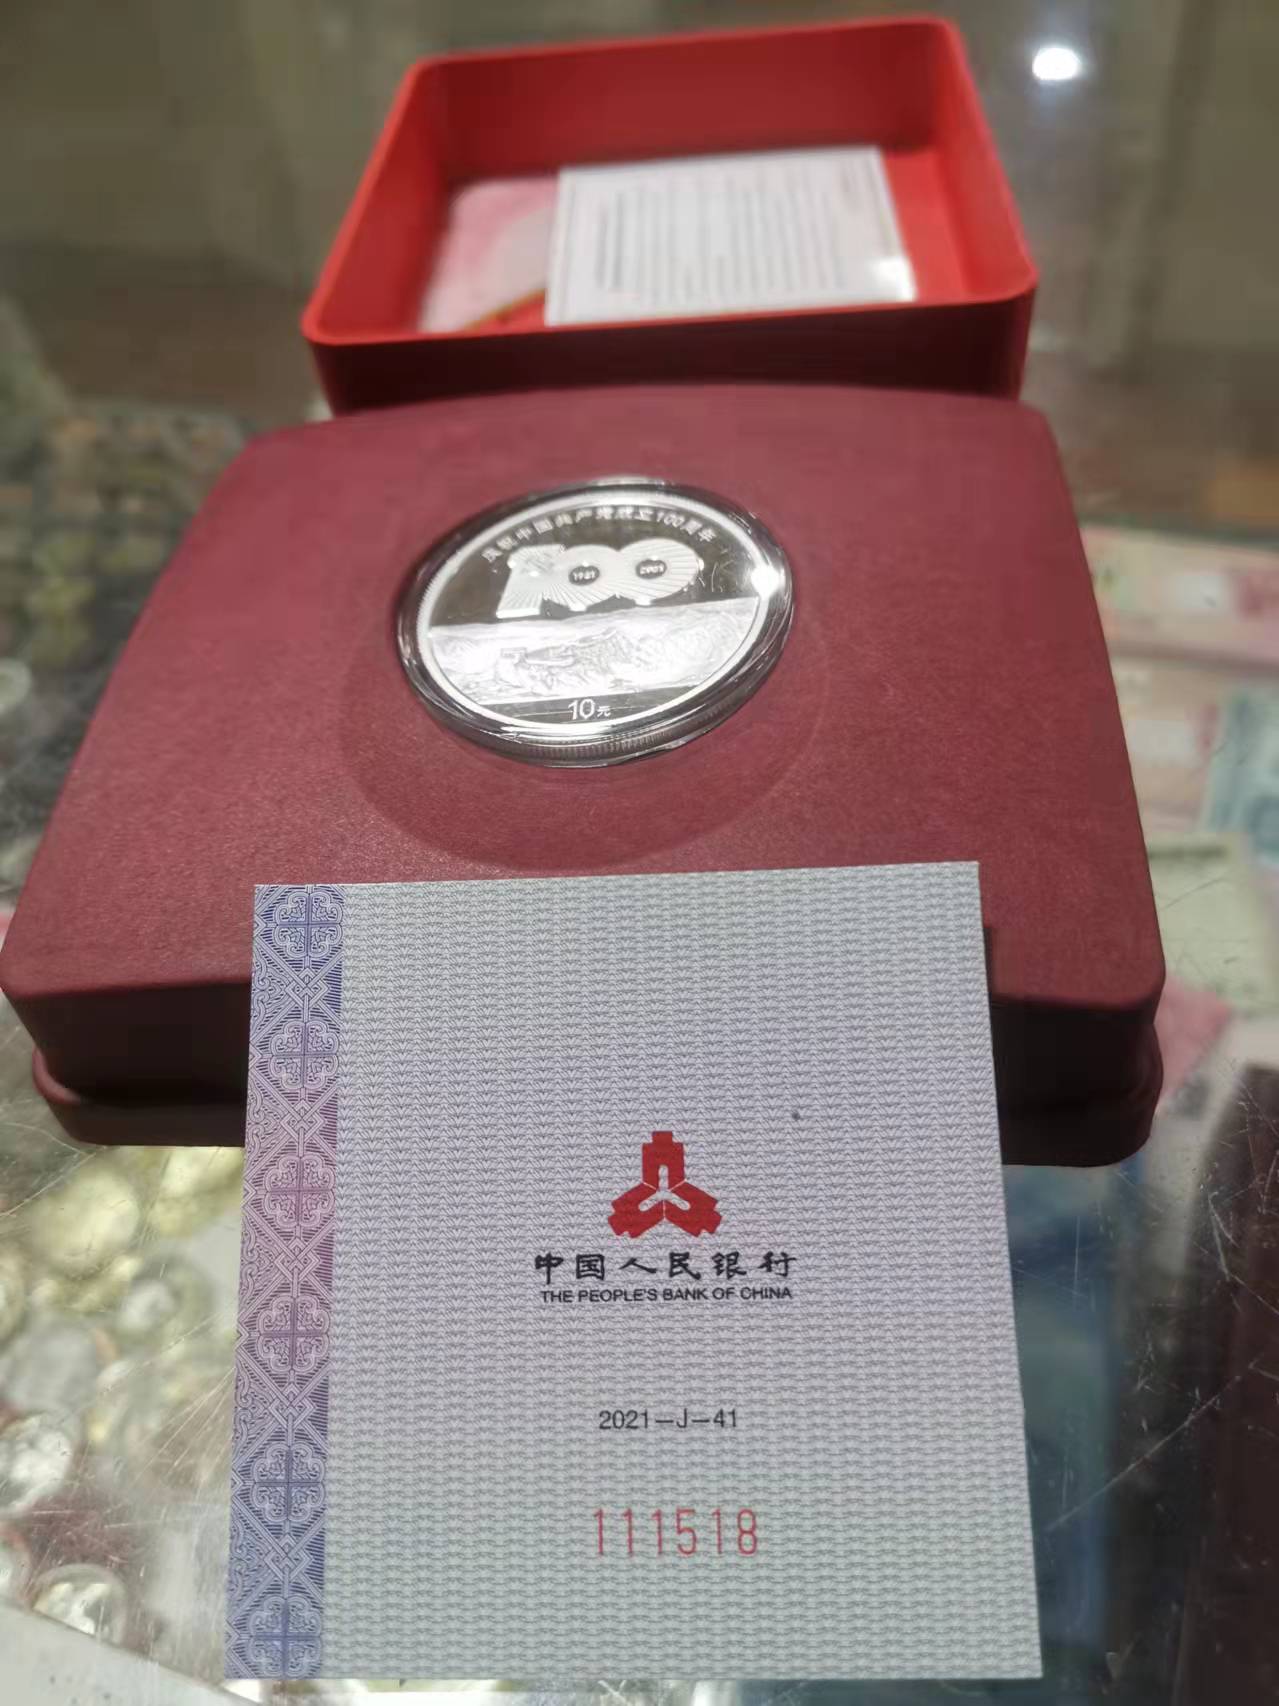 庆祝中国共产党成立100周年
100
1921
2021
10元
中国人民银行
THE PEOPLE'S BANK OF CHINA
2021—J—41
111518